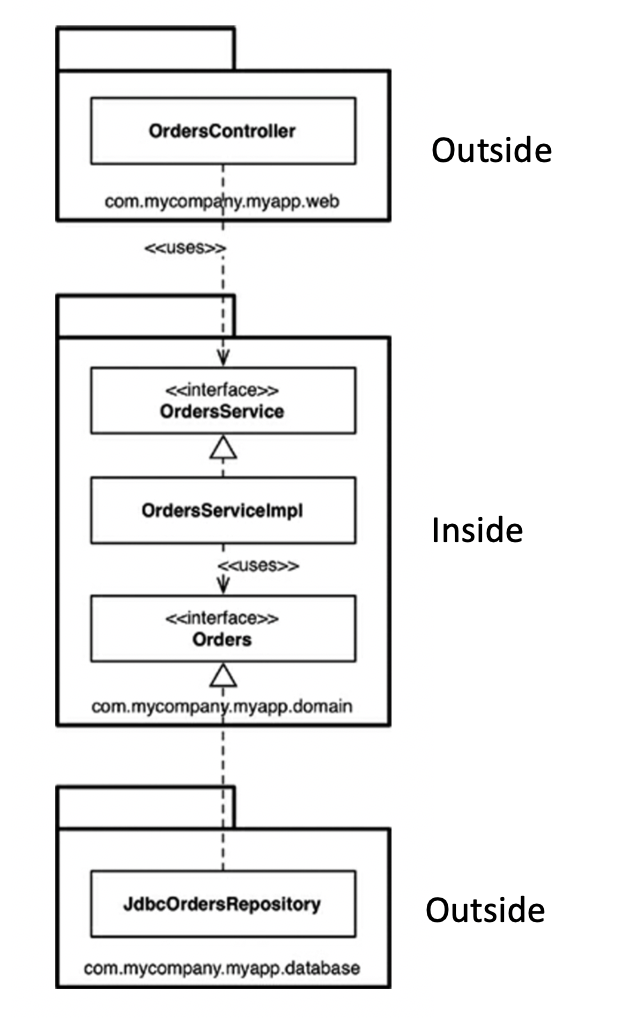 OrdersController
Outside
com.mycompany.myapp.web
<<uses>>
<<interface>>
OrdersService
OrdersServiceImpl
Inside
<<uses>>
<<interface>>
Orders
com.mycompany.myapp.domain
JdbcOrdersRepository
Outside
com.mycompany.myapp.database